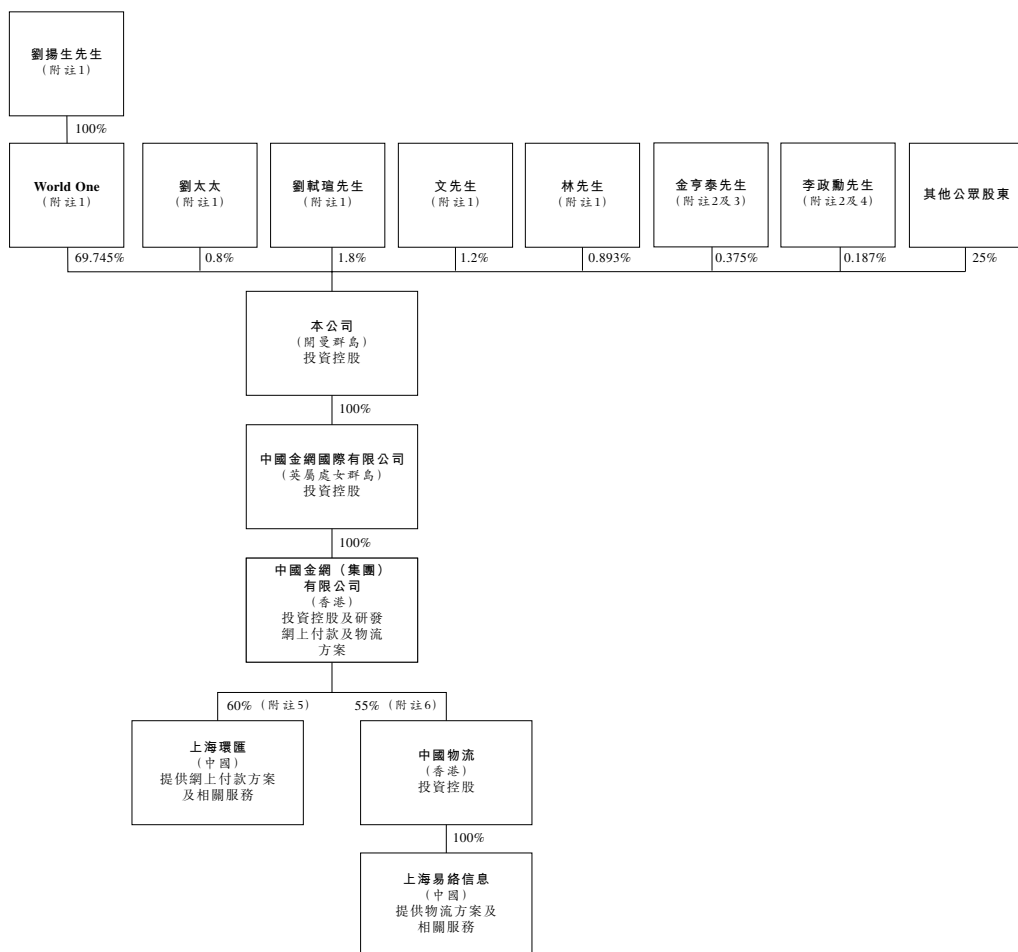 劉揚生先生
(附註1)
100%
World One
(附註1)
劉太太
(附註1)
劉軾瑄先生
(附註1)
文先生
(附註1)
林先生
(附註1)
金亨泰先生
(附註2及3)
李政勳先生
(附註2及4)
其他公眾股東
69.745%
0.8%
1.8%
1.2%
0.893%
0.375%
0.187%
25%
本公司
(開曼群島)
投資控股
100%
中國金網國際有限公司
(英屬處女群島)
投資控股
100%
中國金網(集團)
有限公司
(香港)
投資控股及研發
網上付款及物流
方案
60% (附註5)
55% (附註6)
上海環匯
(中國)
提供網上付款方案
及相關服務
中國物流
(香港)
投資控股
100%
上海易絡信息
(中國)
提供物流方案及
相關服務